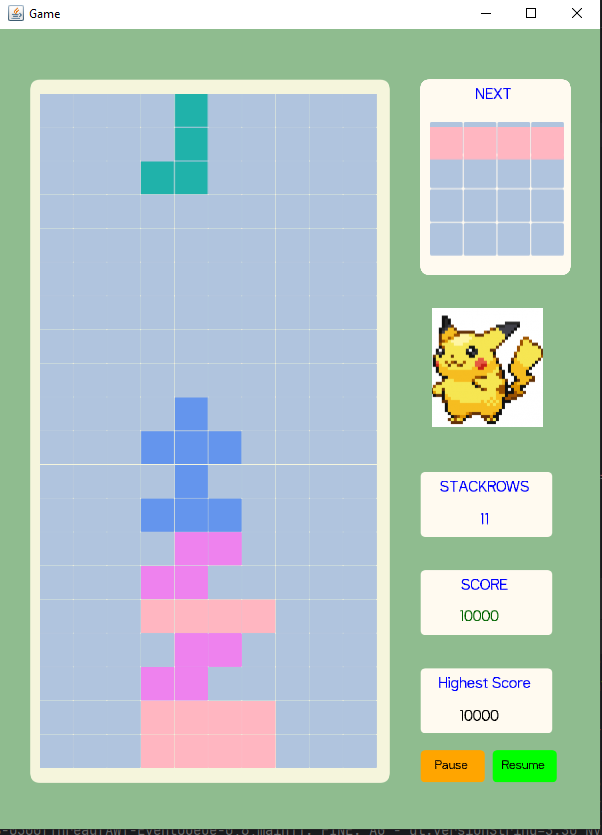 Game
NEXT
STACKROWS
11
SCORE
10000
Highest Score
10000
Pause
Resume